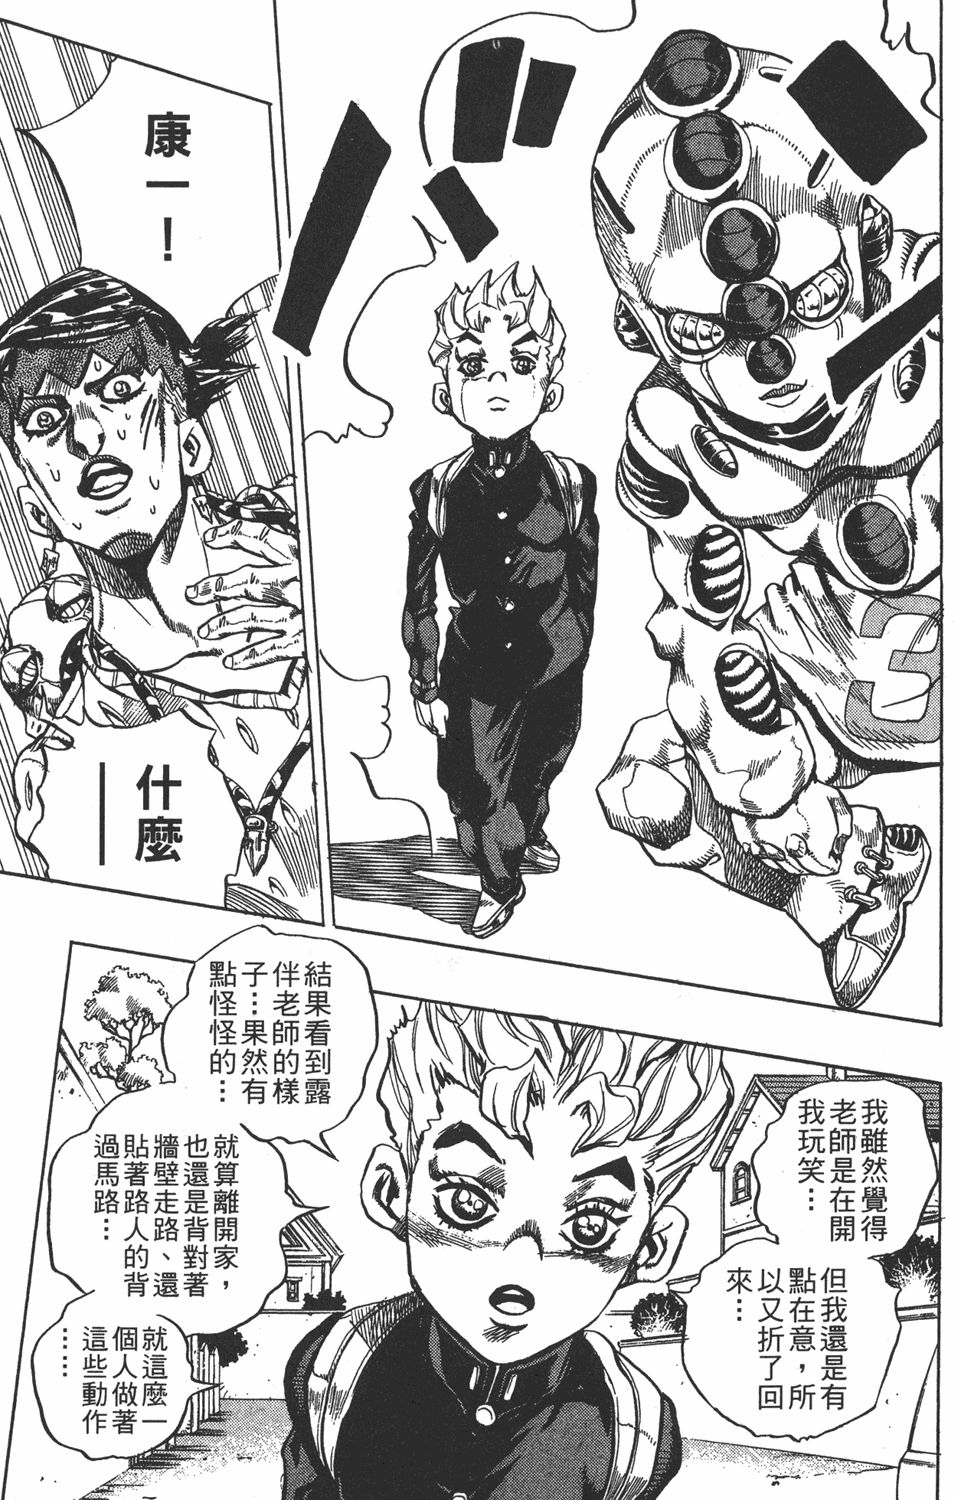 バ
バ
3
康一！
什麼
——
我雖然覺得
老師是在開
我玩笑…
但我還是有
點在意，所
以又折了回
來…
結果看到露
伴老師的樣
子…果然有
點怪怪的…
就算離開家，
也還是背對著
牆壁走路、還
貼著路人的背
過馬路…
就這麼一
個人做著
這些動作
……